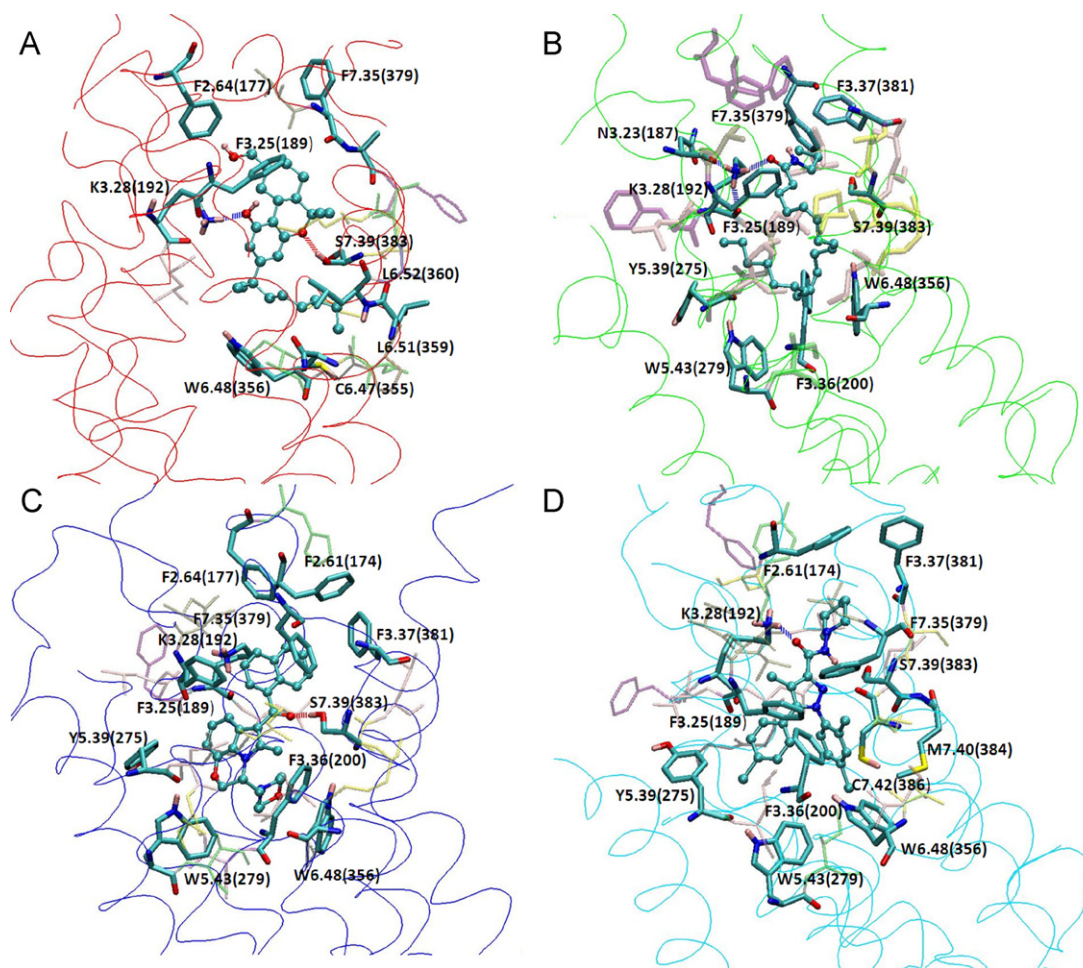 A
F2.64(177)
F7.35(379)
F3.25(189)
K3.28(192)
S7.39(383)
L6.52(360)
L6.51(359)
W6.48(356)
C6.47(355)
B
F3.37(381)
F7.35(379)
N3.23(187)
K3.28(192)
F3.25(189)
S7.39(383)
Y5.39(275)
W6.48(356)
W5.43(279)
F3.36(200)
C
F2.61(174)
F2.64(177)
F7.35(379)
K3.28(192)
F3.37(381)
S7.39(383)
F3.25(189)
Y5.39(275)
F3.36(200)
W6.48(356)
W5.43(279)
D
F3.37(381)
F2.61(174)
K3.28(192)
F7.35(379)
S7.39(383)
F3.25(189)
M7.40(384)
Y5.39(275)
C7.42(386)
F3.36(200)
W6.48(356)
W5.43(279)